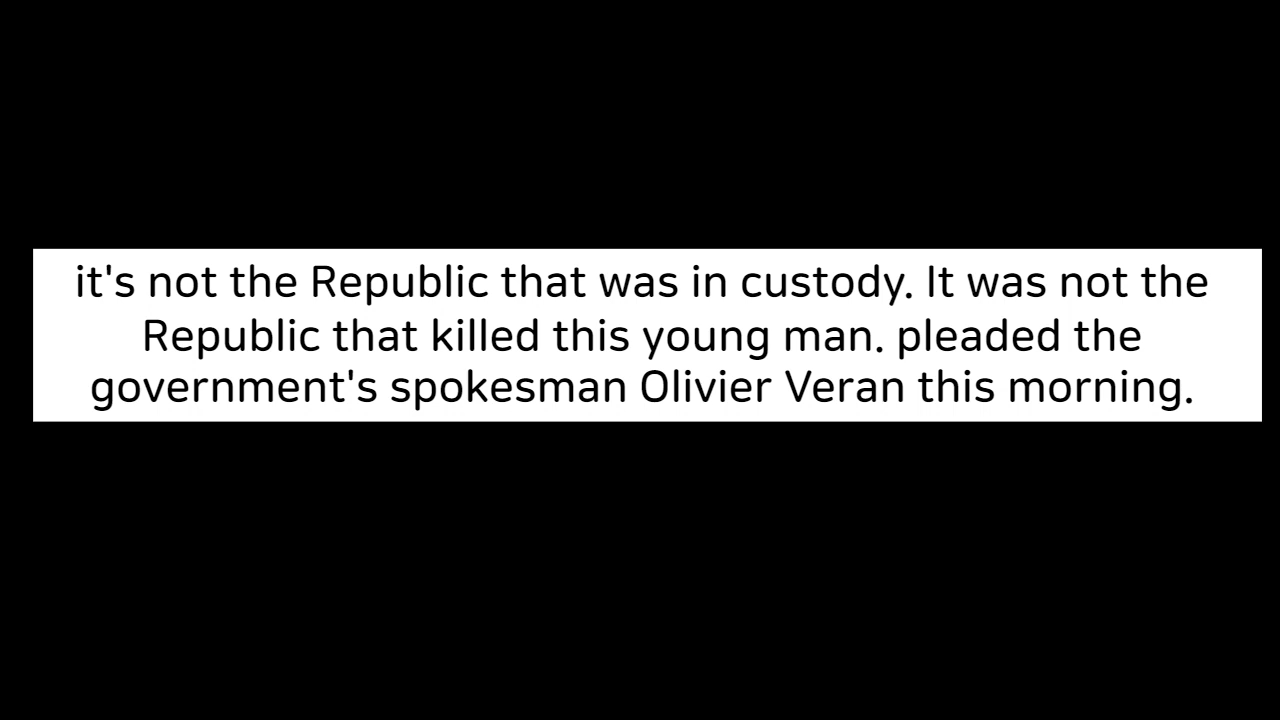 it's not the Republic that was in custody. It was not the
Republic that killed this young man. pleaded the
government's spokesman Olivier Veran this morning.